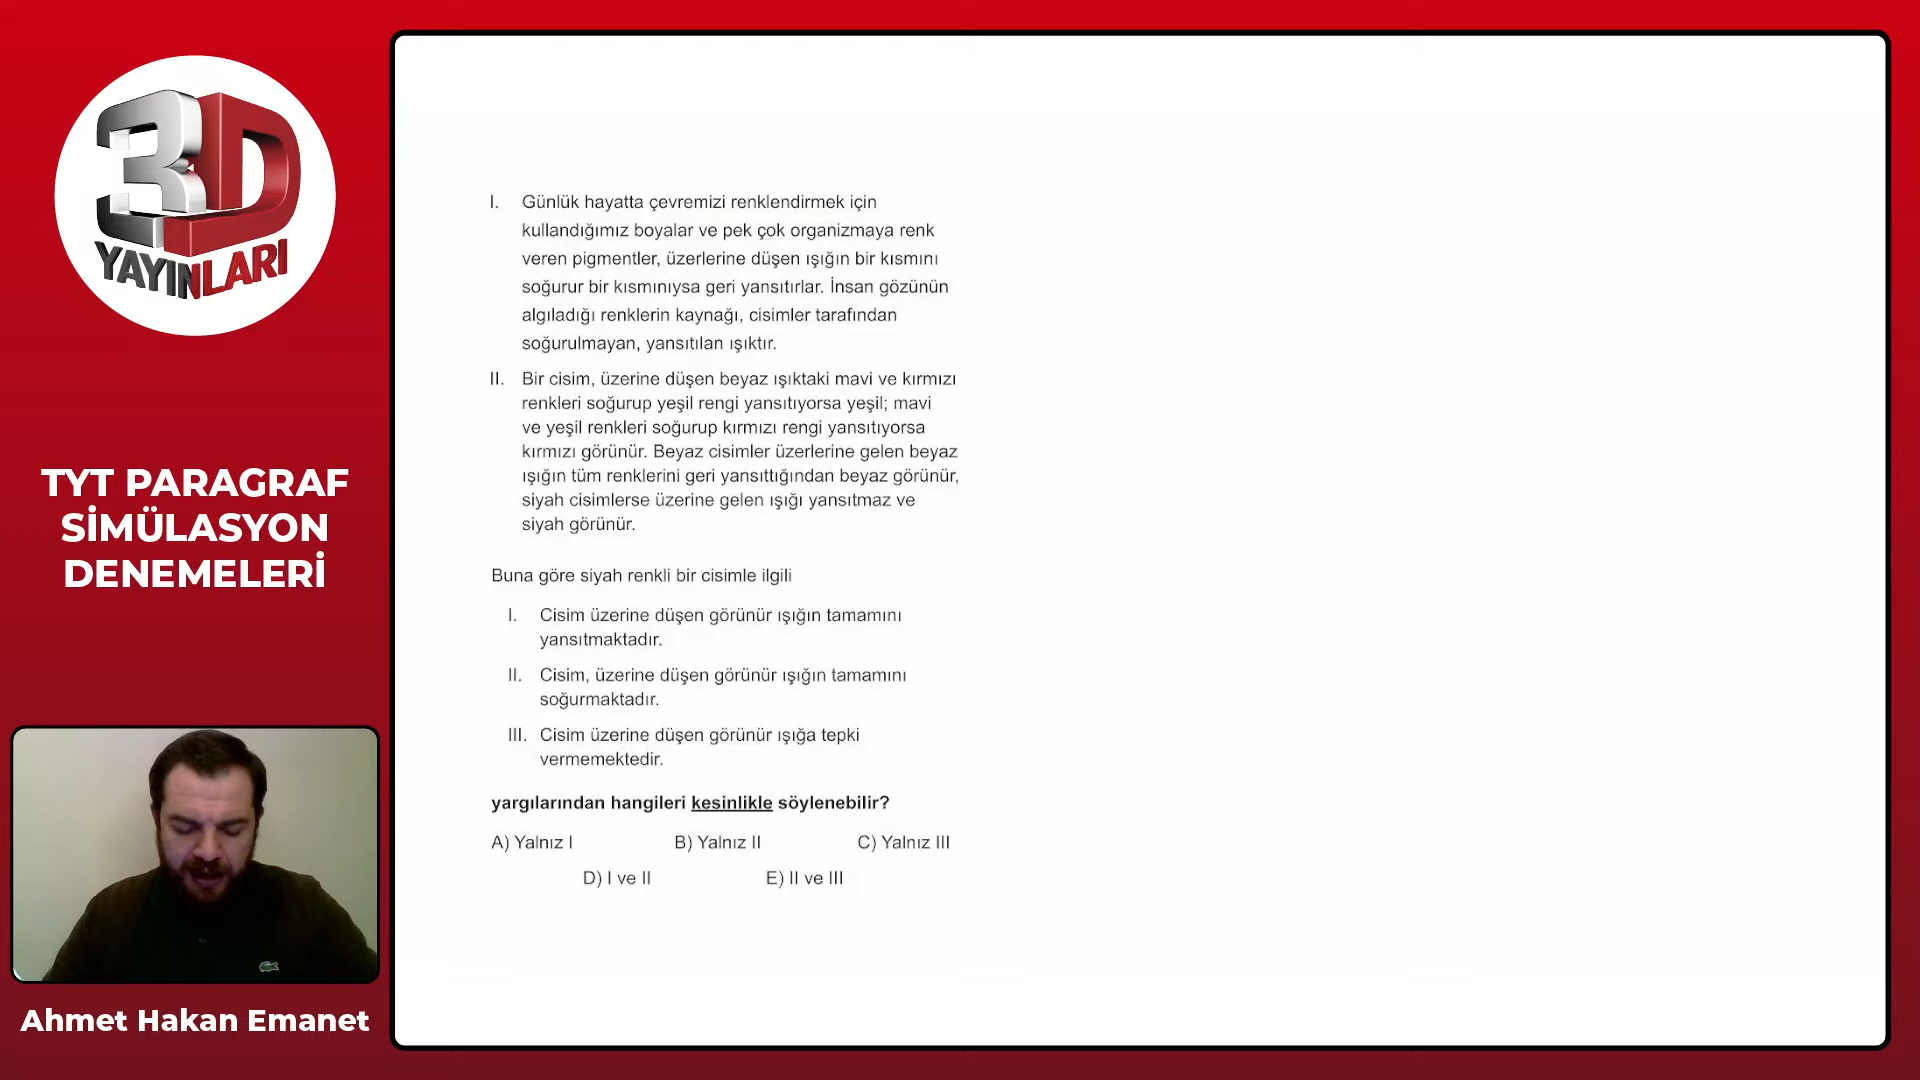 3D
YAYINLARI
TYT PARAGRAF
SİMÜLASYON
DENEMELERİ
Ahmet Hakan Emanet
I. Günlük hayatta çevremizi renklendirmek için
kullandığımız boyalar ve pek çok organizmaya renk
veren pigmentler, üzerlerine düşen ışığın bir kısmını
soğurur bir kısmınıysa geri yansıtırlar. İnsan gözünün
algıladığı renklerin kaynağı, cisimler tarafından
soğurulmayan, yansıtılan ışıktır.
II. Bir cisim, üzerine düşen beyaz ışıktaki mavi ve kırmızı
renkleri soğurup yeşil rengi yansıtıyorsa yeşil; mavi
ve yeşil renkleri soğurup kırmızı rengi yansıtıyorsa
kırmızı görünür. Beyaz cisimler üzerlerine gelen beyaz
ışığın tüm renklerini geri yansıttığından beyaz görünür,
siyah cisimlerse üzerine gelen ışığı yansıtmaz ve
siyah görünür.
Buna göre siyah renkli bir cisimle ilgili
I. Cisim üzerine düşen görünür ışığın tamamını
yansıtmaktadır.
II. Cisim, üzerine düşen görünür ışığın tamamını
soğurmaktadır.
III. Cisim üzerine düşen görünür ışığa tepki
vermemektedir.
yargılarından hangileri kesinlikle söylenebilir?
A) Yalnız I B) Yalnız II C) Yalnız III
D) I ve II E) II ve III